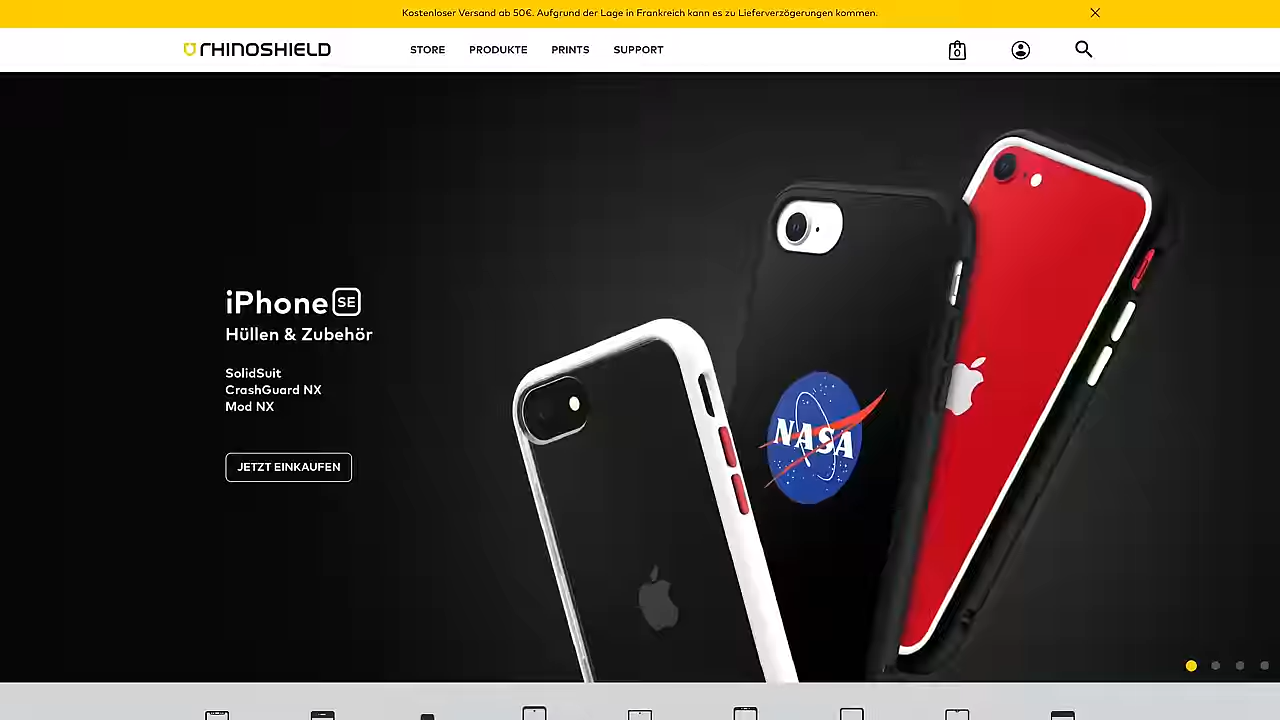 Kostenloser Versand ab 50€. Aufgrund der Lage in Frankreich kann es zu Lieferverzögerungen kommen.
RHINOSHIELD
STORE
PRODUKTE
PRINTS
SUPPORT
0
iPhone SE
Hüllen & Zubehör
SolidSuit
CrashGuard NX
Mod NX
JETZT EINKAUFEN
NASA